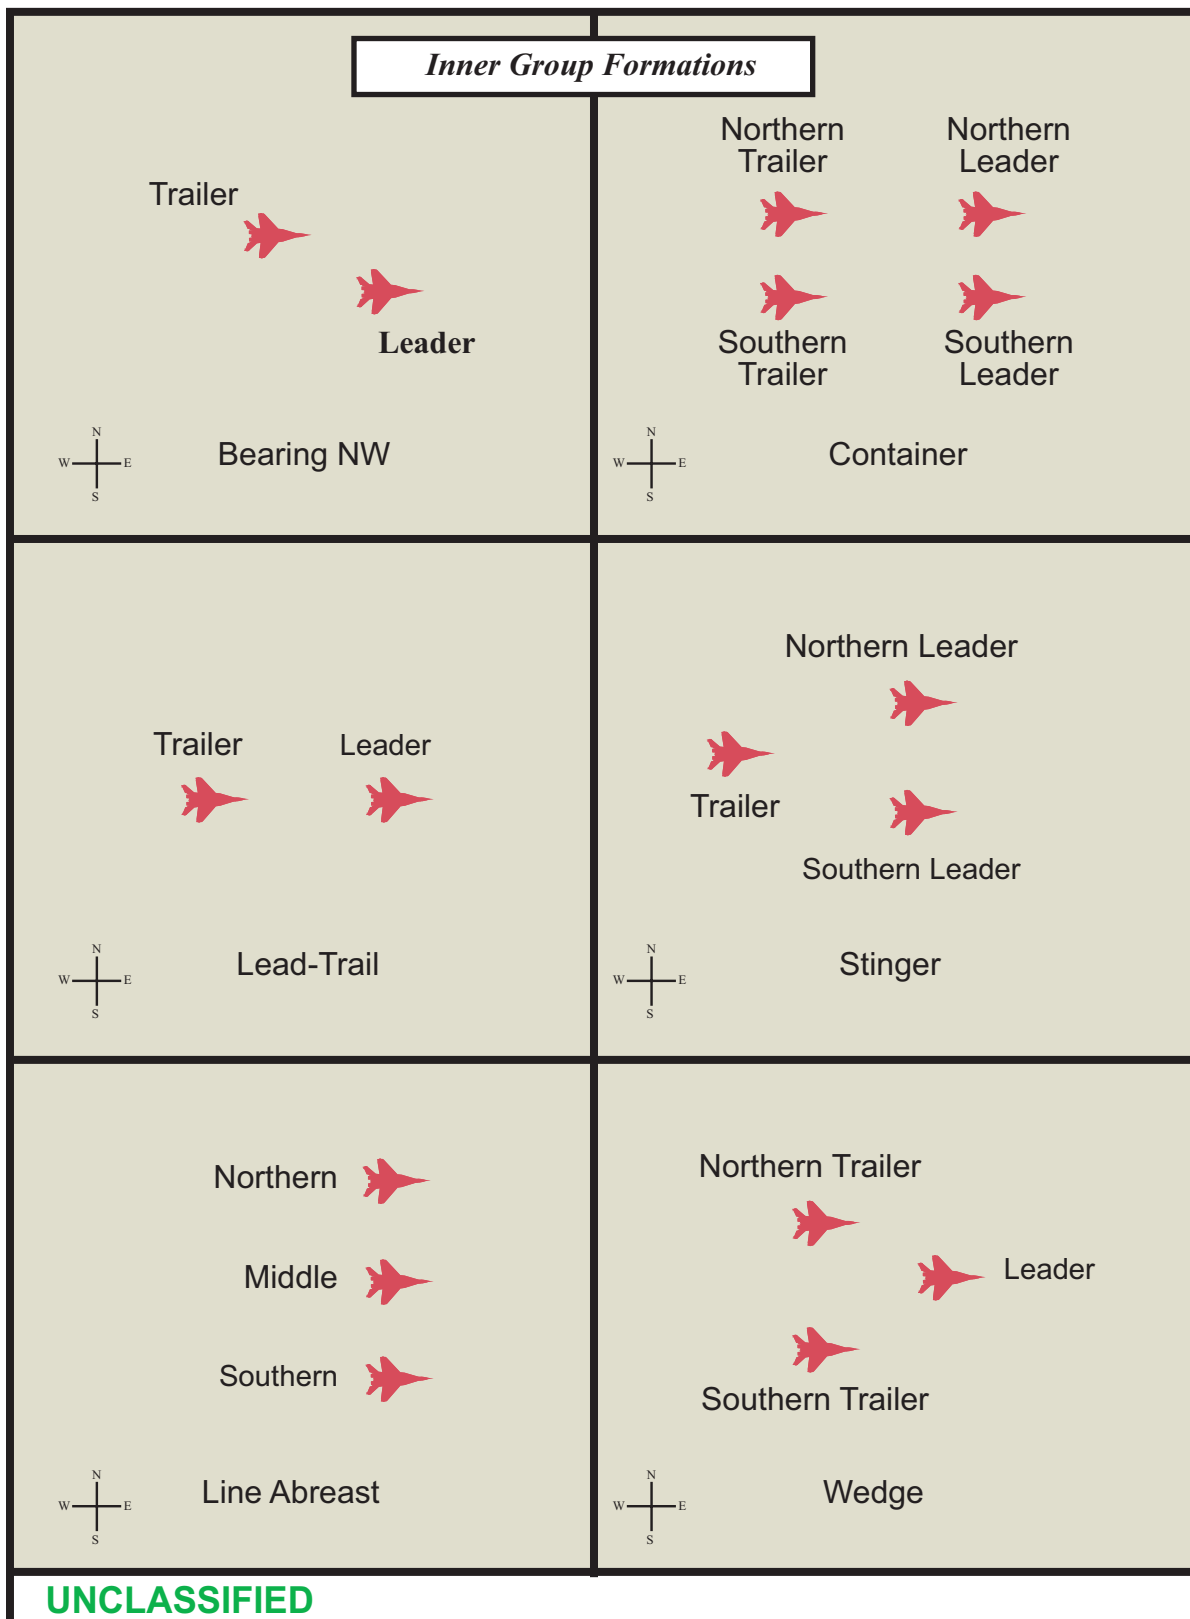 Inner Group Formations
Trailer
Leader
N
W E
S
Bearing NW
Northern
Trailer
Northern
Leader
Southern
Trailer
Southern
Leader
N
W E
S
Container
Trailer
Leader
N
W E
S
Lead-Trail
Northern Leader
Trailer
Southern Leader
N
W E
S
Stinger
Northern
Middle
Southern
N
W E
S
Line Abreast
Northern Trailer
Leader
Southern Trailer
N
W E
S
Wedge
UNCLASSIFIED